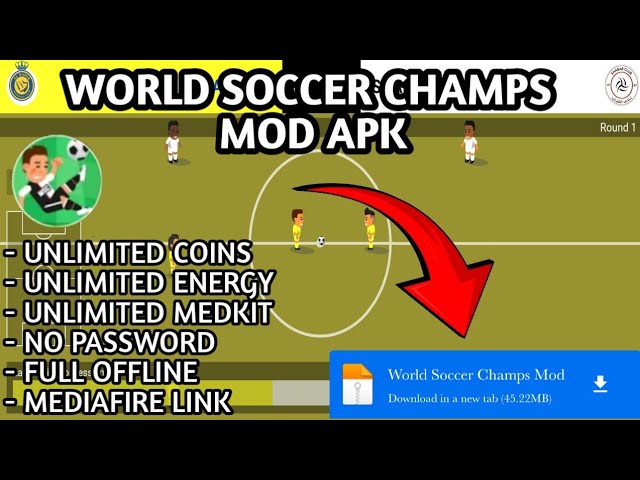 WORLD SOCCER CHAMPS
MOD APK
Round 1
- UNLIMITED COINS
- UNLIMITED ENERGY
- UNLIMITED MEDKIT
- NO PASSWORD
- FULL OFFLINE
- MEDIAFIRE LINK
World Soccer Champs Mod
Download in a new tab (45.22MB)